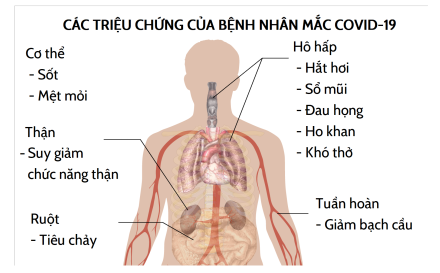 CÁC TRIỆU CHỨNG CỦA BỆNH NHÂN MẮC COVID-19
Cơ thể
- Sốt
- Mệt mỏi
Thận
- Suy giảm
chức năng thận
Ruột
- Tiêu chảy
Hô hấp
- Hắt hơi
- Sổ mũi
- Đau họng
- Ho khan
- Khó thở
Tuần hoàn
- Giảm bạch cầu